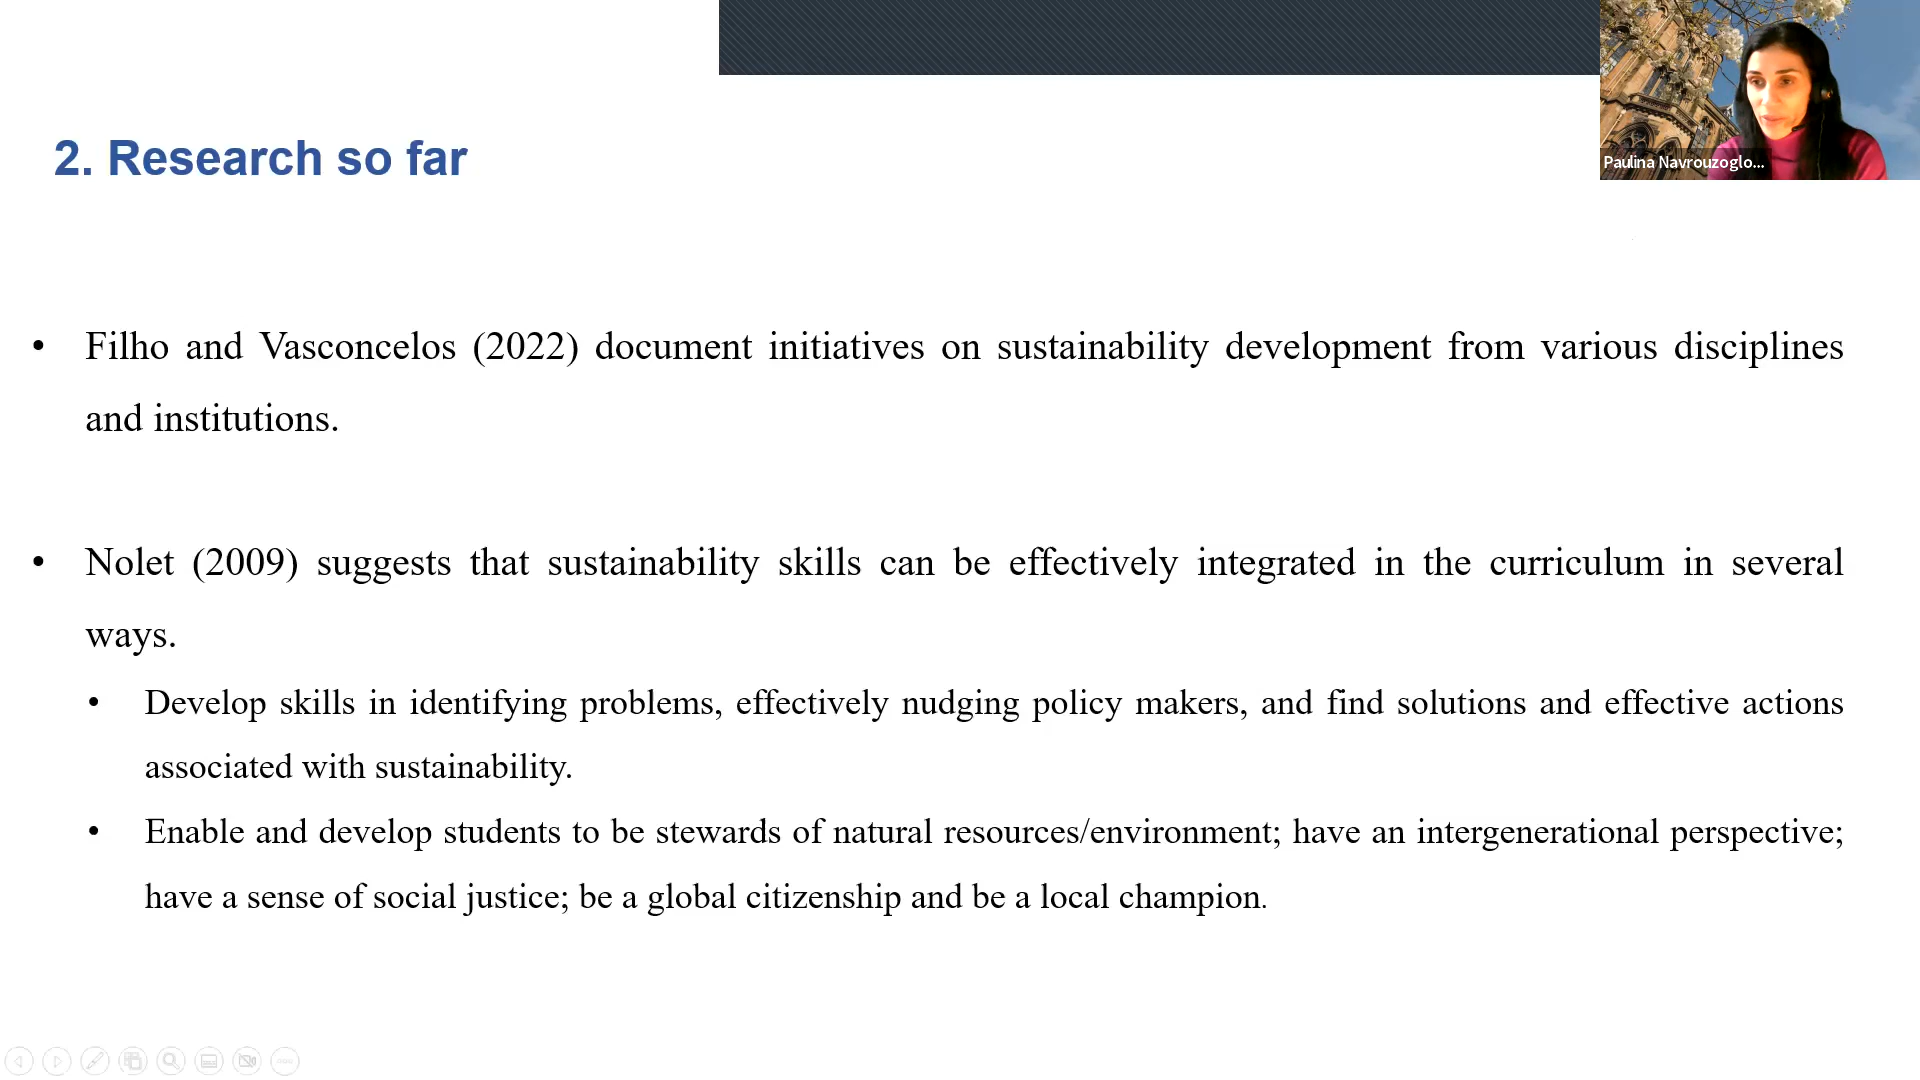 Paulina Navrouzoglo...
2. Research so far
• Filho and Vasconcelos (2022) document initiatives on sustainability development from various disciplines
and institutions.
• Nolet (2009) suggests that sustainability skills can be effectively integrated in the curriculum in several
ways.
• Develop skills in identifying problems, effectively nudging policy makers, and find solutions and effective actions
associated with sustainability.
• Enable and develop students to be stewards of natural resources/environment; have an intergenerational perspective;
have a sense of social justice; be a global citizenship and be a local champion.